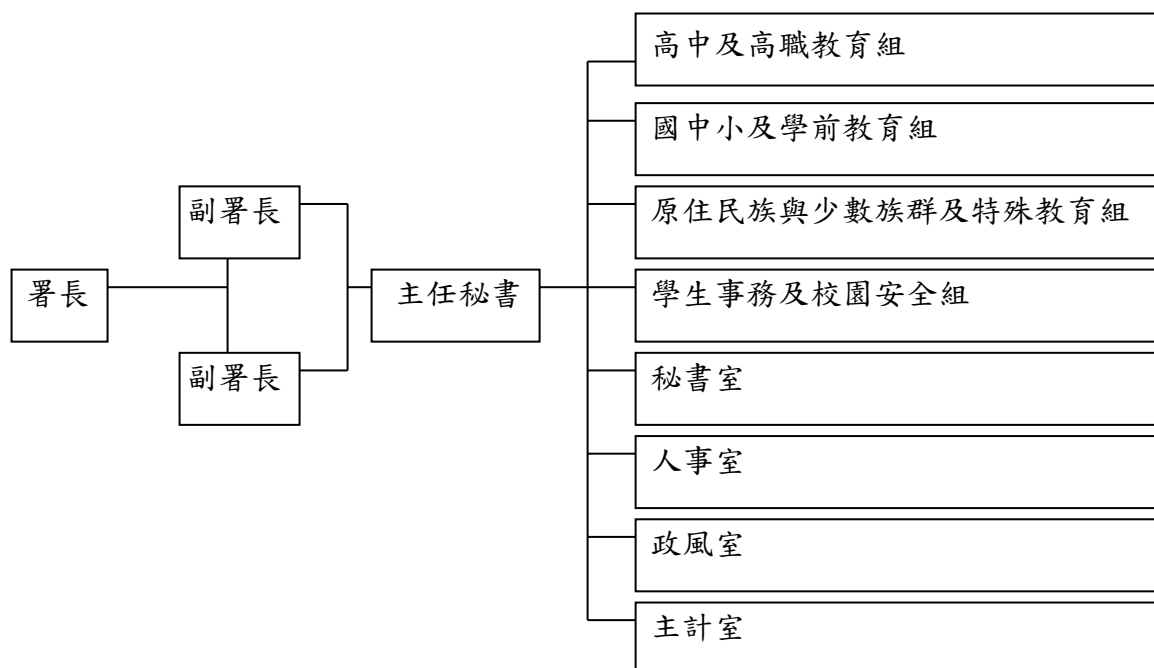 署長
副署長
副署長
主任秘書
高中及高職教育組
國中小及學前教育組
原住民族與少數族群及特殊教育組
學生事務及校園安全組
秘書室
人事室
政風室
主計室